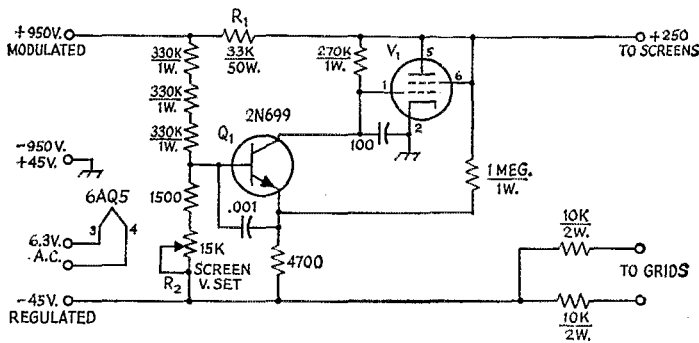 +950V.
MODULATED
R1
33K
50W.
330K
1W.
330K
1W.
330K
1W.
270K
1W.
V1
5
1
6
2
+250
TO SCREENS
2N699
Q1
100
-950V.
+45V.
6AQ5
3
4
6.3V.
A.C.
1500
.001
15K
SCREEN
V. SET
R2
4700
1 MEG.
1W.
10K
2W.
TO GRIDS
10K
2W.
-45V.
REGULATED